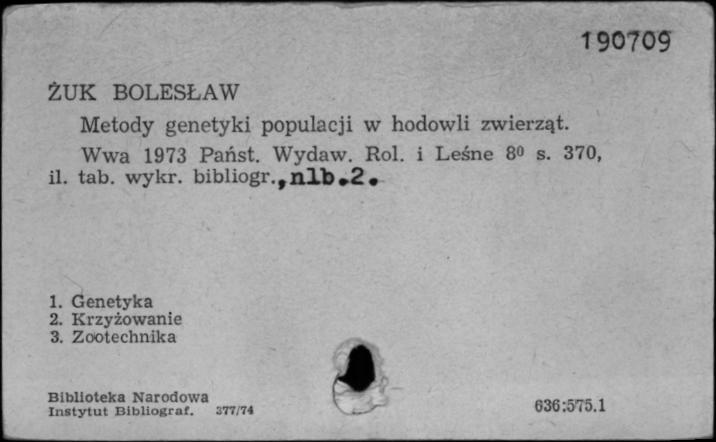 190709
ŻUK BOLESŁAW
Metody genetyki populacji w hodowli zwierząt.
Wwa 1973 Państ. Wydaw. Rol. i Leśne 8⁰ s. 370,
il. tab. wykr. bibliogr., nlb.2.
1. Genetyka
2. Krzyżowanie
3. Zootechnika
Biblioteka Narodowa
Instytut Bibliograf. 377/74
636:575.1